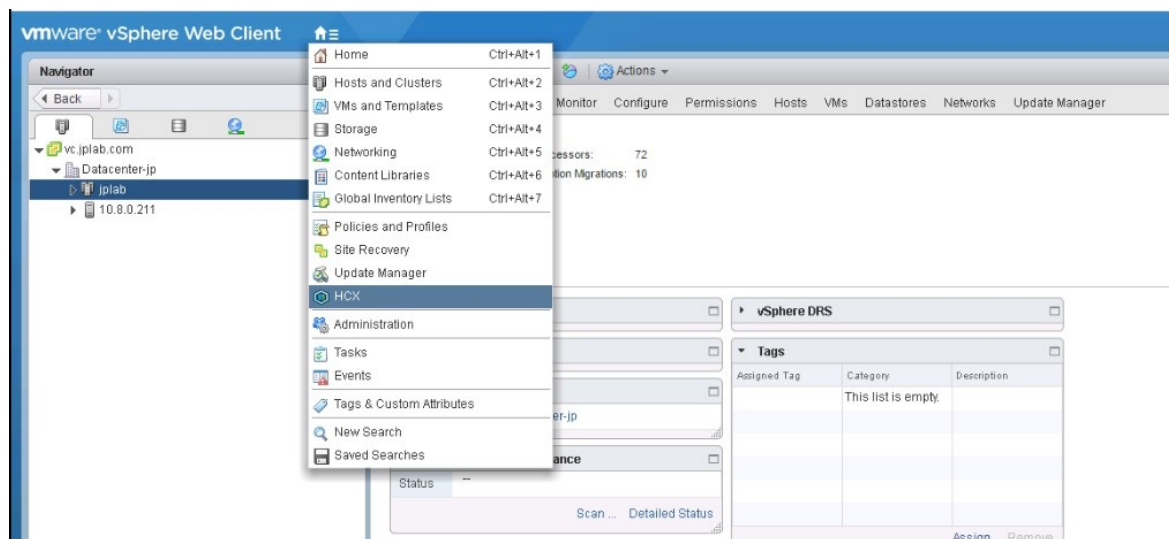 vmware® vSphere Web Client
Navigator
Back
vc.jplab.com
Datacenter-jp
jplab
10.8.0.211
Home Ctrl+Alt+1
Hosts and Clusters Ctrl+Alt+2
VMs and Templates Ctrl+Alt+3
Storage Ctrl+Alt+4
Networking Ctrl+Alt+5
Content Libraries Ctrl+Alt+6
Global Inventory Lists Ctrl+Alt+7
Policies and Profiles
Site Recovery
Update Manager
HCX
Administration
Tasks
Events
Tags & Custom Attributes
New Search
Saved Searches
Actions
Monitor Configure Permissions Hosts VMs Datastores Networks Update Manager
cessors: 72
tion Migrations: 10
er-jp
ance
Status --
Scan ... Detailed Status
vSphere DRS
Tags
Assigned Tag Category Description
This list is empty.
Assign Remove